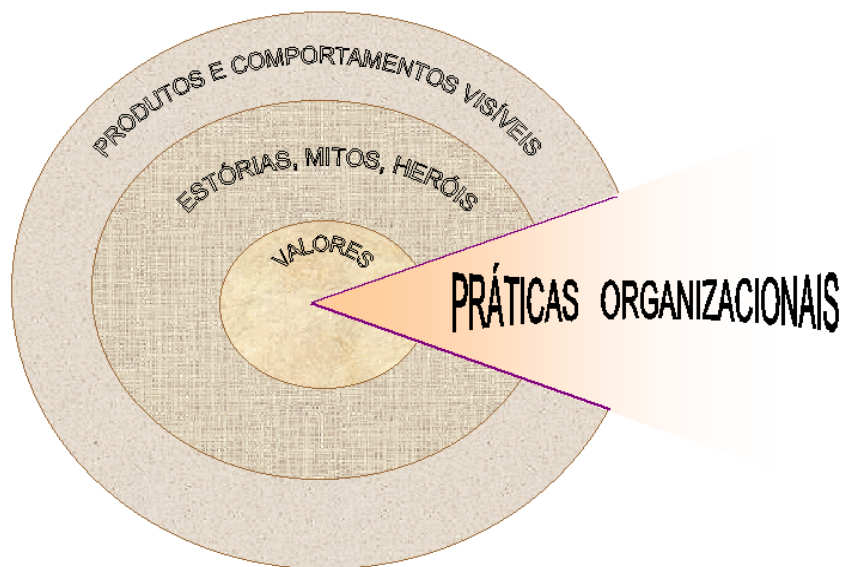 PRODUTOS E COMPORTAMENTOS VISÍVEIS
ESTÓRIAS, MITOS, HERÓIS
VALORES
PRÁTICAS ORGANIZACIONAIS